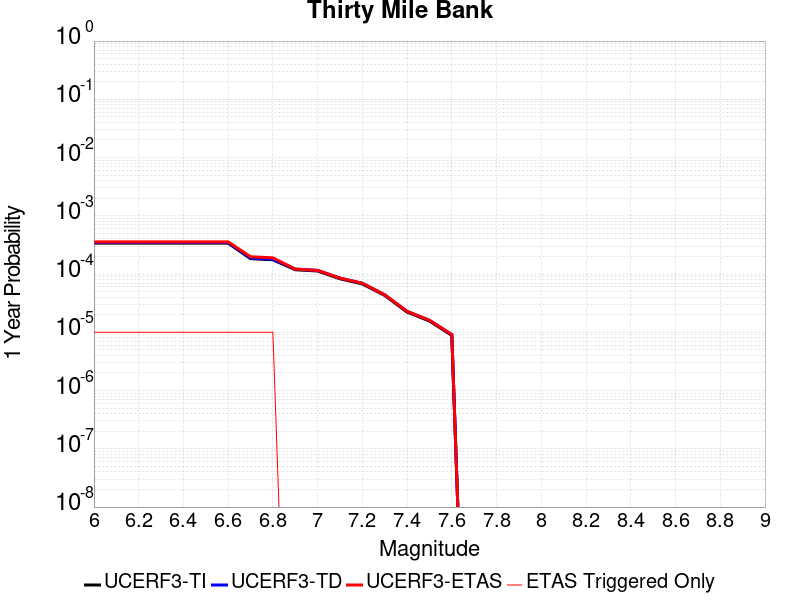 Thirty Mile Bank
10^0
10^-1
10^-2
10^-3
10^-4
10^-5
10^-6
10^-7
10^-8
1 Year Probability
6 6.2 6.4 6.6 6.8 7 7.2 7.4 7.6 7.8 8 8.2 8.4 8.6 8.8 9
Magnitude
UCERF3-TI UCERF3-TD UCERF3-ETAS ETAS Triggered Only